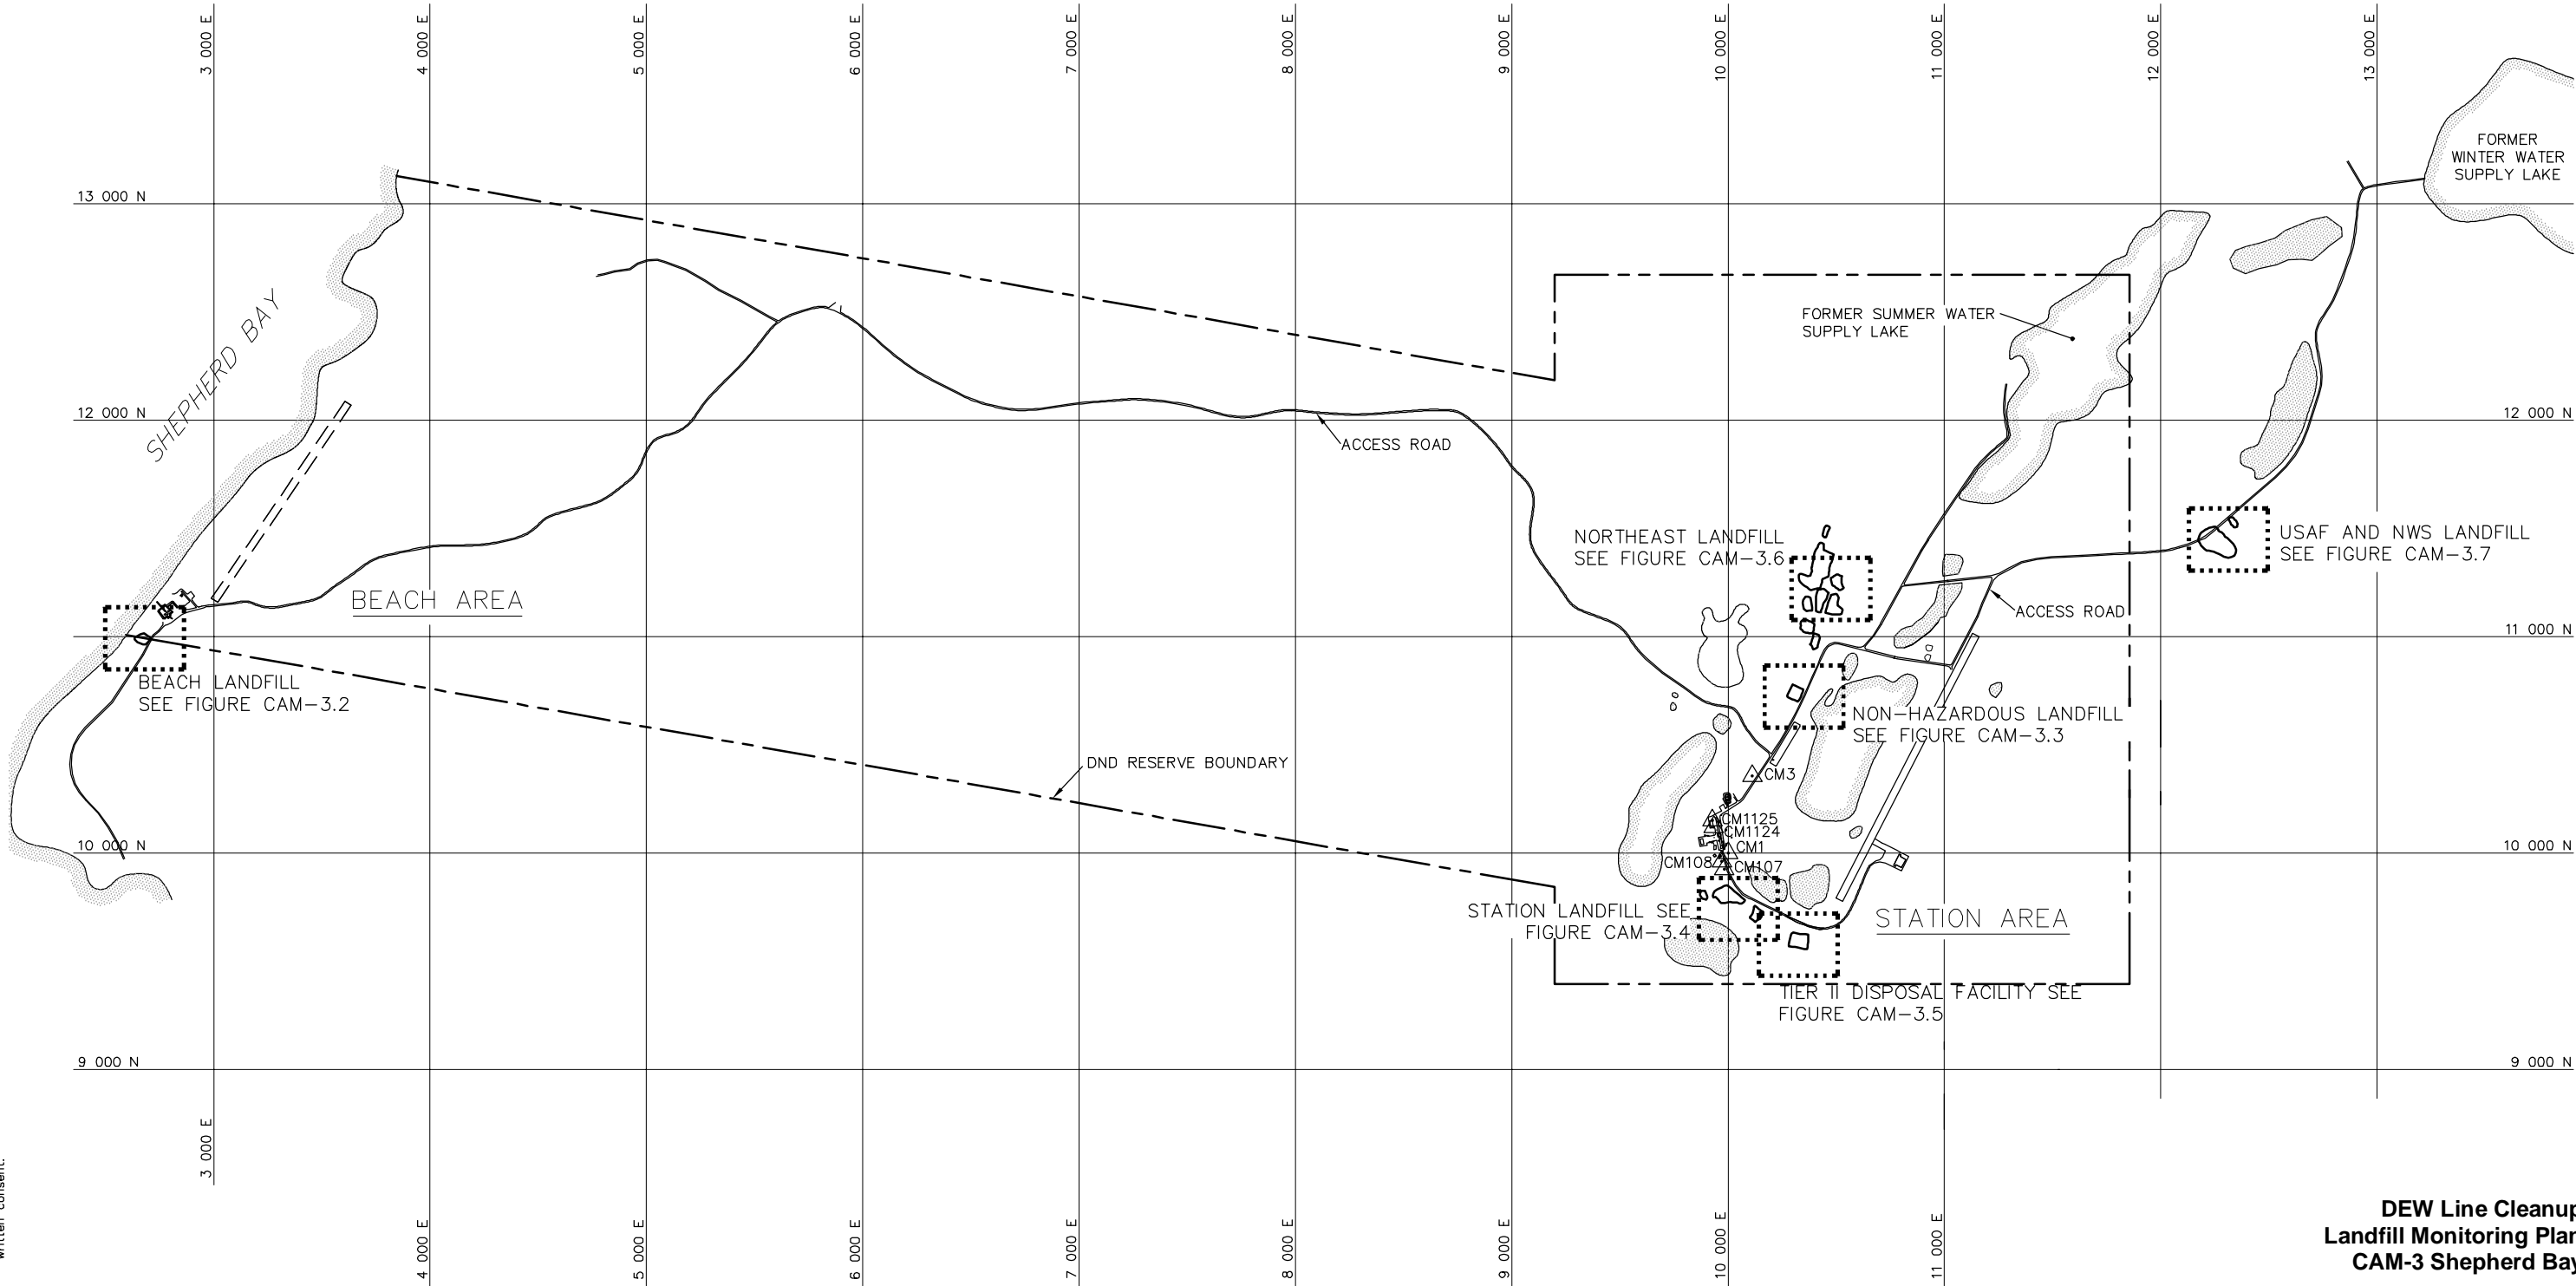 3 000 E
4 000 E
5 000 E
6 000 E
7 000 E
8 000 E
9 000 E
10 000 E
11 000 E
12 000 E
13 000 E
FORMER
WINTER WATER
SUPPLY LAKE
13 000 N
SHEPHERD BAY
FORMER SUMMER WATER
SUPPLY LAKE
12 000 N
12 000 N
ACCESS ROAD
NORTHEAST LANDFILL
SEE FIGURE CAM-3.6
USAF AND NWS LANDFILL
SEE FIGURE CAM-3.7
BEACH AREA
ACCESS ROAD
11 000 N
BEACH LANDFILL
SEE FIGURE CAM-3.2
NON-HAZARDOUS LANDFILL
SEE FIGURE CAM-3.3
DND RESERVE BOUNDARY
CM3
CM1125
CM1124
CM1
CM108
CM107
10 000 N
10 000 N
STATION LANDFILL SEE
FIGURE CAM-3.4
STATION AREA
TIER II DISPOSAL FACILITY SEE
FIGURE CAM-3.5
9 000 N
9 000 N
3 000 E
4 000 E
5 000 E
6 000 E
7 000 E
8 000 E
9 000 E
10 000 E
11 000 E
written consent.
DEW Line Cleanup
Landfill Monitoring Plan
CAM-3 Shepherd Bay